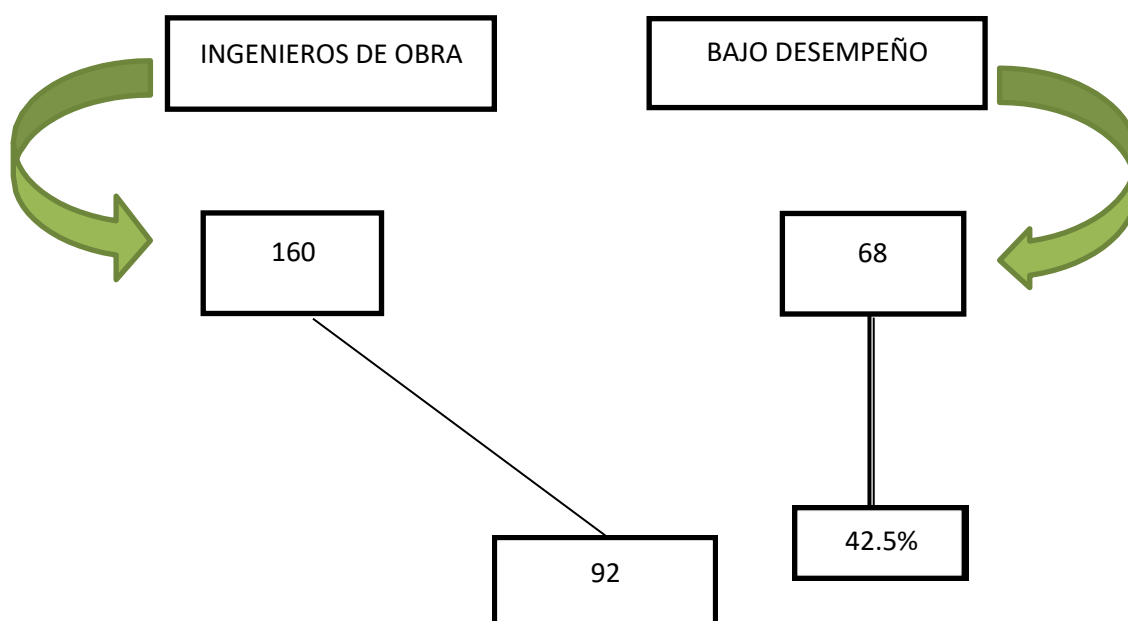 INGENIEROS DE OBRA
BAJO DESEMPEÑO
160
68
42.5%
92